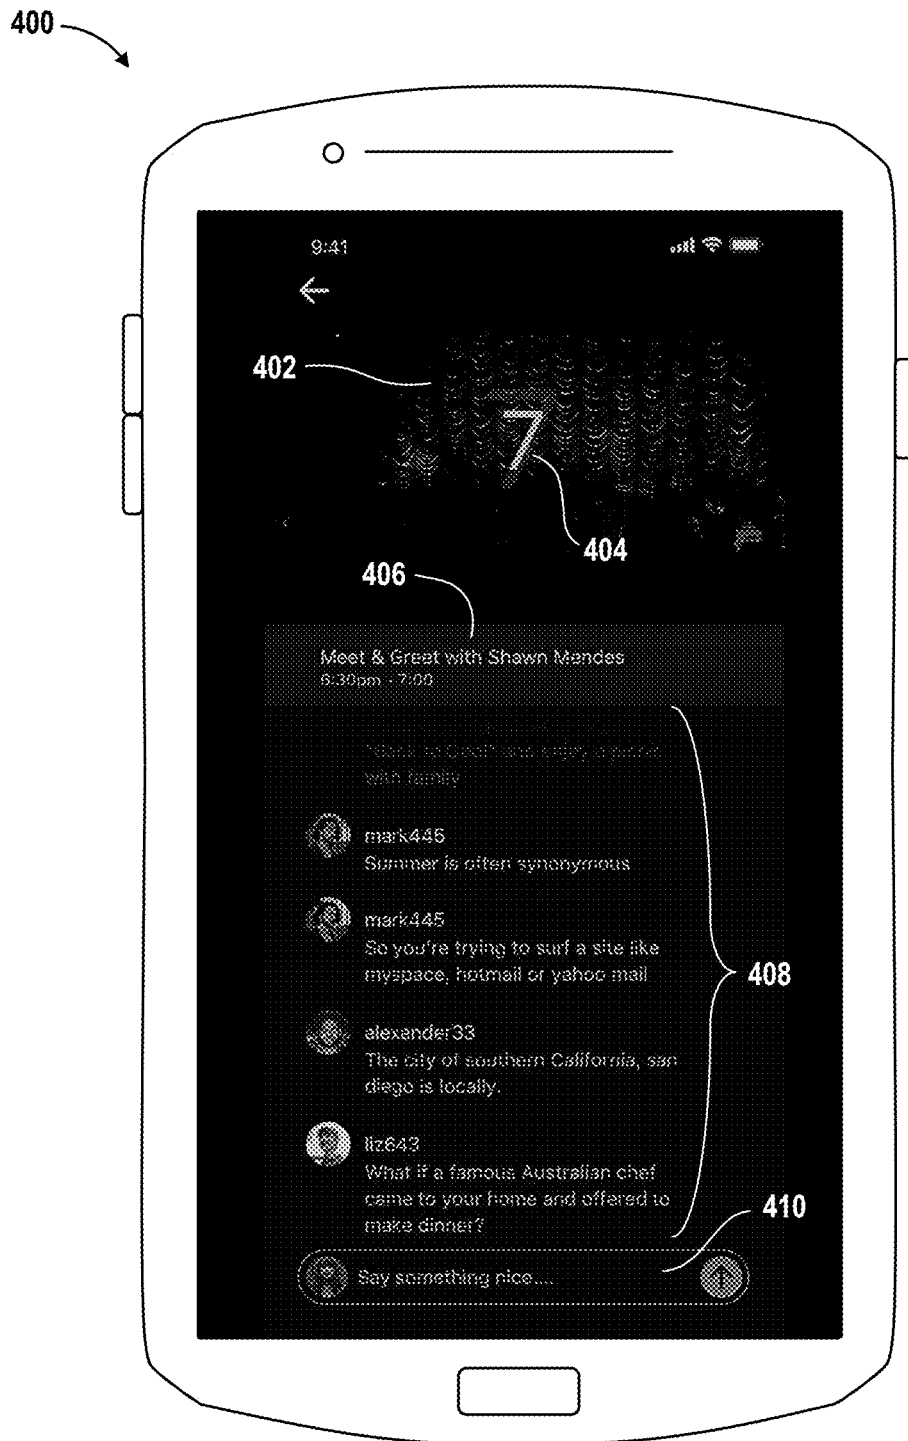 400
9:41
402
7
404
406
Meet & Greet with Shawn Mendes
6:30pm - 7:00
with family
mark445
Summer is often synonymous
mark445
So you're trying to surf a site like
myspace, hotmail or yahoo mail
408
alexander33
The city of southern California, san
diego is locally.
liz643
What if a famous Australian chef
came to your home and offered to
make dinner?
410
Say something nice....